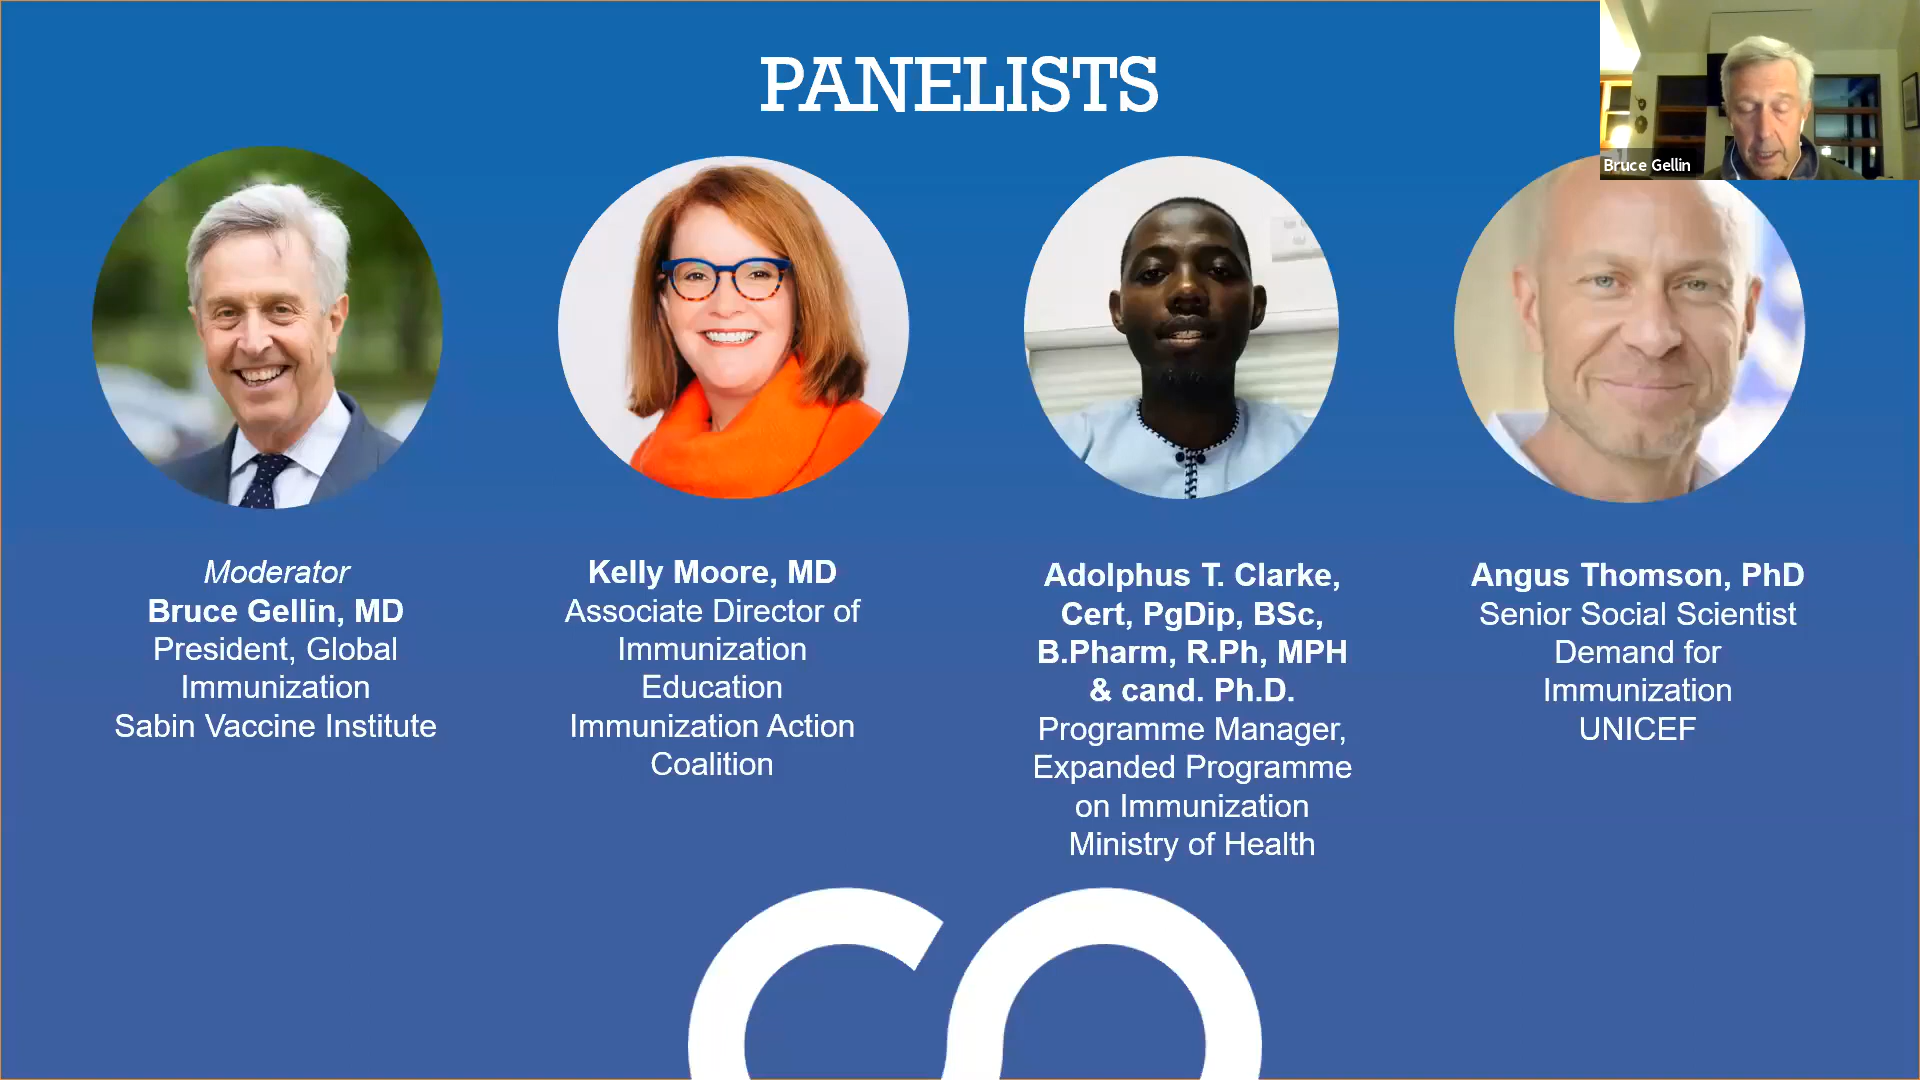 PANELISTS
Bruce Gellin
Moderator
Bruce Gellin, MD
President, Global
Immunization
Sabin Vaccine Institute
Kelly Moore, MD
Associate Director of
Immunization
Education
Immunization Action
Coalition
Adolphus T. Clarke,
Cert, PgDip, BSc,
B.Pharm, R.Ph, MPH
& cand. Ph.D.
Programme Manager,
Expanded Programme
on Immunization
Ministry of Health
Angus Thomson, PhD
Senior Social Scientist
Demand for
Immunization
UNICEF